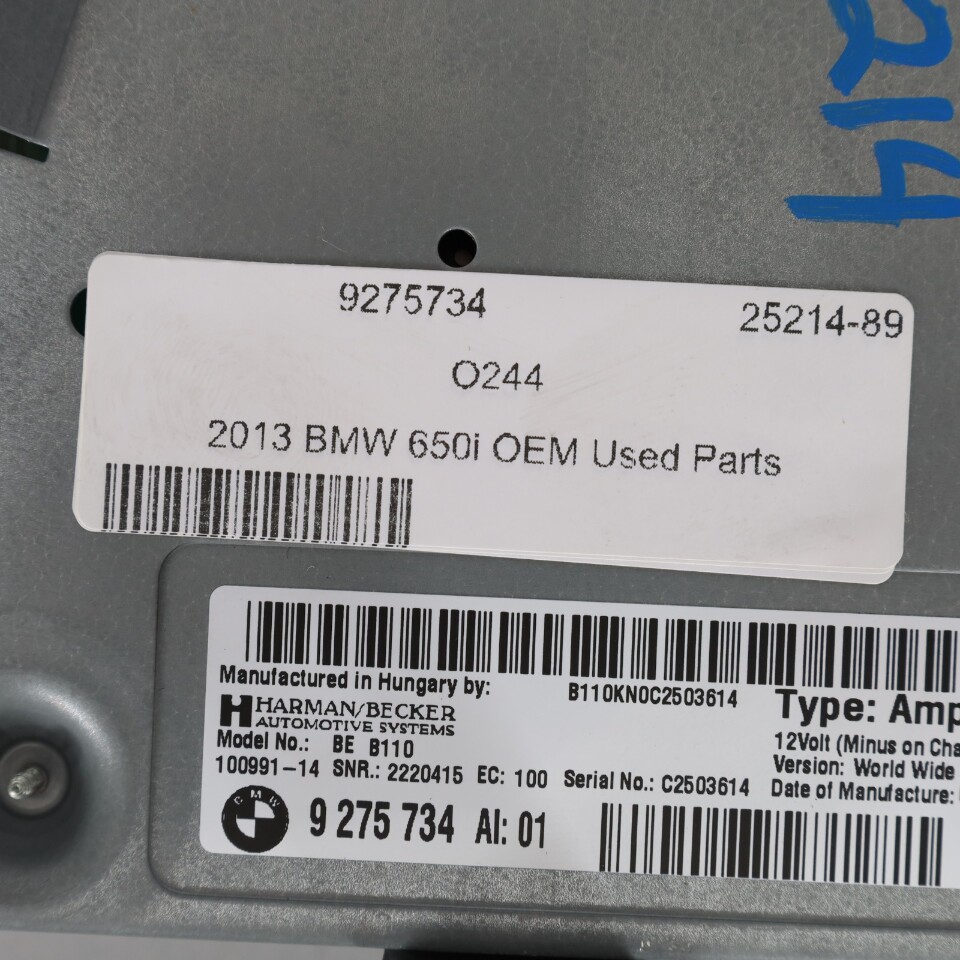 214
9275734 25214-89
O244
2013 BMW 650i OEM Used Parts
Manufactured in Hungary by: B110KN0C2503614 Type: Amp
HARMAN/BECKER
AUTOMOTIVE SYSTEMS
12Volt (Minus on Cha
Model No.: BE B110
Version: World Wide
100991-14 SNR.: 2220415 EC: 100 Serial No.: C2503614 Date of Manufacture:
BMW 9 275 734 AI: 01